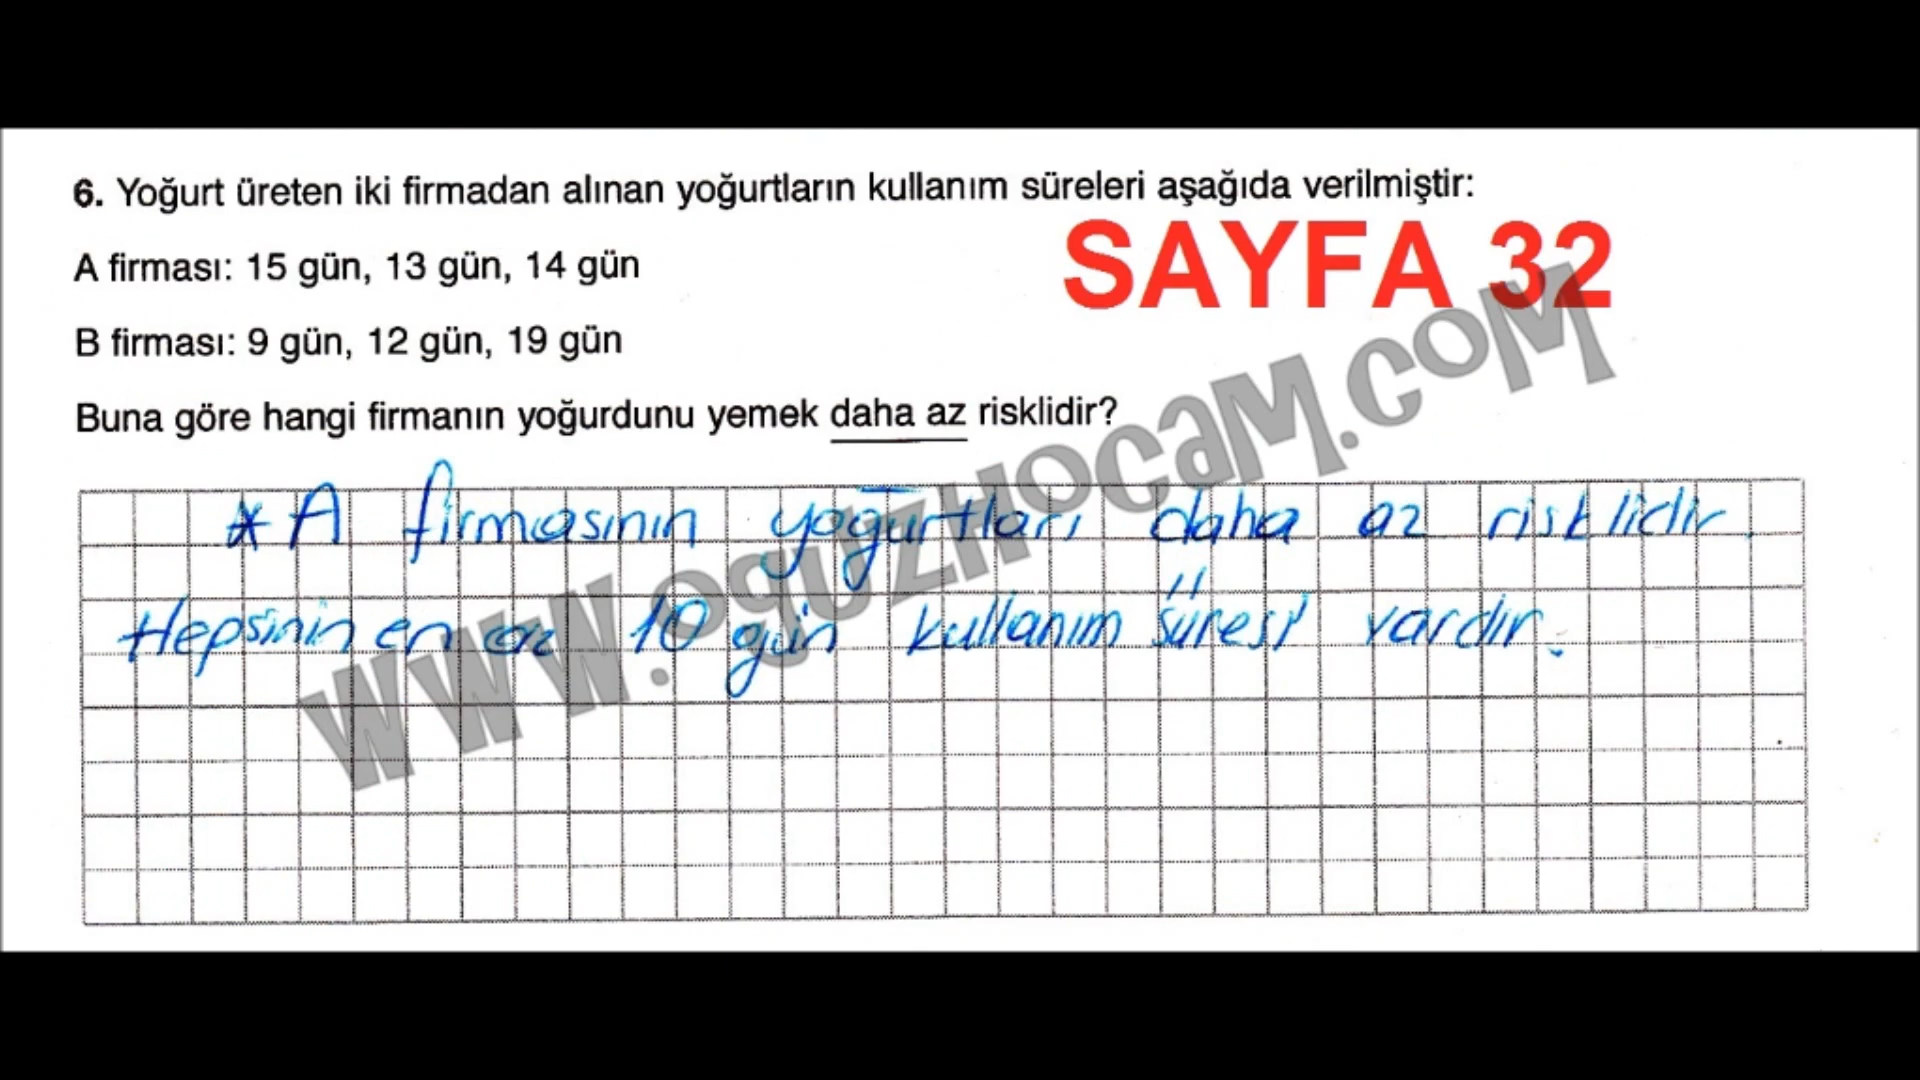 6. Yoğurt üreten iki firmadan alınan yoğurtların kullanım süreleri aşağıda verilmiştir:
SAYFA 32
A firması: 15 gün, 13 gün, 14 gün
B firması: 9 gün, 12 gün, 19 gün
Buna göre hangi firmanın yoğurdunu yemek daha az risklidir?
* A firmasının yoğurtları daha az risklidir.
Hepsinin en az 10 gün kullanım süresi vardır.
www.oguzhocam.com